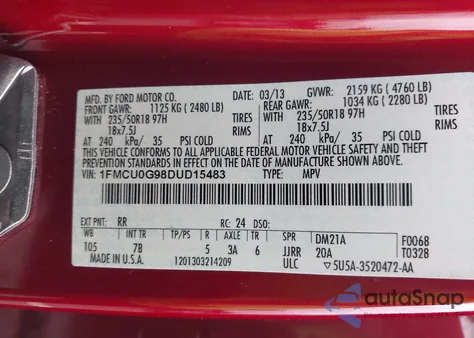 MFD. BY FORD MOTOR CO. 03/13 GVWR: 2159 KG (4760 LB)
FRONT GAWR: 1125 KG (2480 LB) REAR GAWR: 1034 KG (2280 LB)
WITH 235/50R18 97H TIRES WITH 235/50R18 97H TIRES
18x7.5J RIMS 18x7.5J RIMS
AT 240 kPa/ 35 PSI COLD AT 240 kPa/ 35 PSI COLD
THIS VEHICLE CONFORMS TO ALL APPLICABLE FEDERAL MOTOR VEHICLE SAFETY AND THEFT PREVENTION STANDARDS IN EFFECT ON THE DATE OF MANUFACTURE SHOWN ABOVE.
VIN: 1FMCU0G98DUD15483 TYPE: MPV
EXT PNT: RR RC: 24 DSO:
WB INT TR TP/PS R AXLE TR SPR DM21A F0068
105 7B 5 3A 6 JJRR 20A T0328
MADE IN U.S.A. 1201303214209 ULC 5U5A-3520472-AA
autoSnap